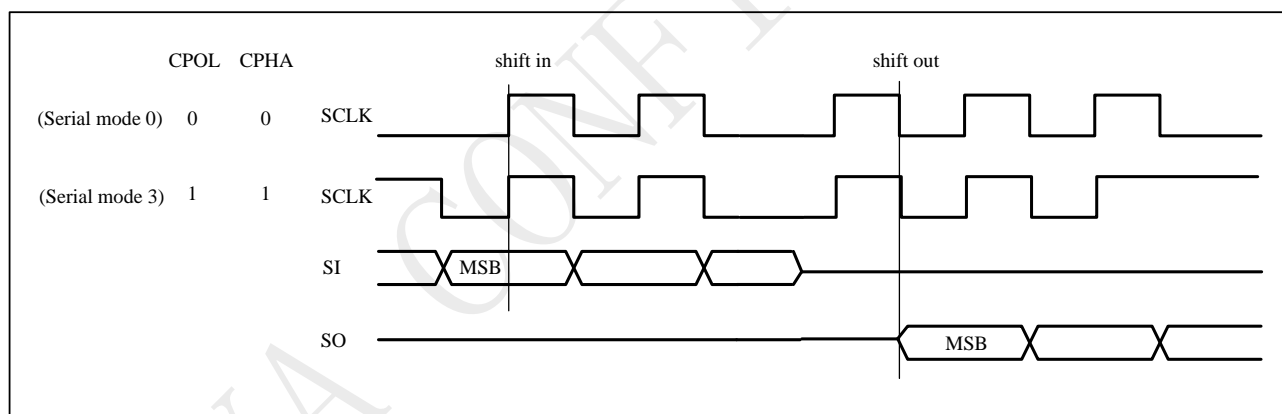 CPOL CPHA shift in shift out
(Serial mode 0) 0 0 SCLK
(Serial mode 3) 1 1 SCLK
SI MSB
SO MSB